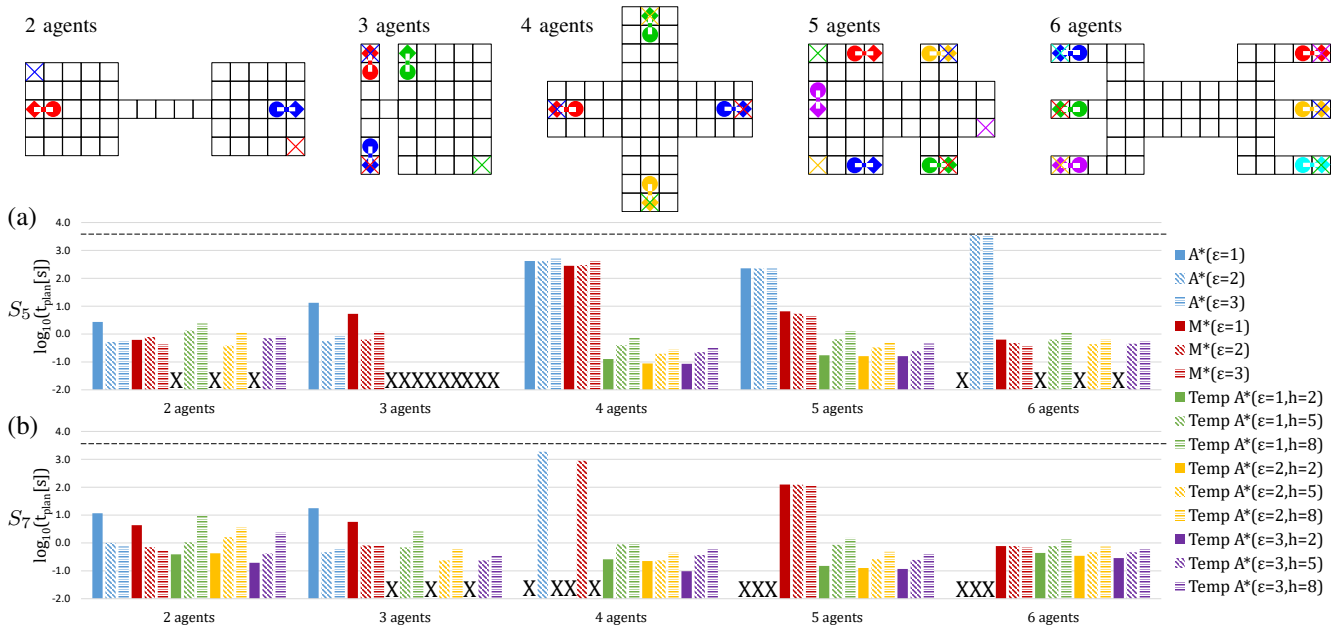 2 agents
3 agents
4 agents
5 agents
6 agents
(a)
S5
log10(tplan[s])
4.0
3.0
2.0
1.0
0.0
-1.0
-2.0
X X X
XXXXXXXXX
X X X X
2 agents
3 agents
4 agents
5 agents
6 agents
(b)
S7
log10(tplan[s])
4.0
3.0
2.0
1.0
0.0
-1.0
-2.0
X X X
X XX X
XXX
XXX
2 agents
3 agents
4 agents
5 agents
6 agents
A*(ε=1)
A*(ε=2)
A*(ε=3)
M*(ε=1)
M*(ε=2)
M*(ε=3)
Temp A*(ε=1,h=2)
Temp A*(ε=1,h=5)
Temp A*(ε=1,h=8)
Temp A*(ε=2,h=2)
Temp A*(ε=2,h=5)
Temp A*(ε=2,h=8)
Temp A*(ε=3,h=2)
Temp A*(ε=3,h=5)
Temp A*(ε=3,h=8)